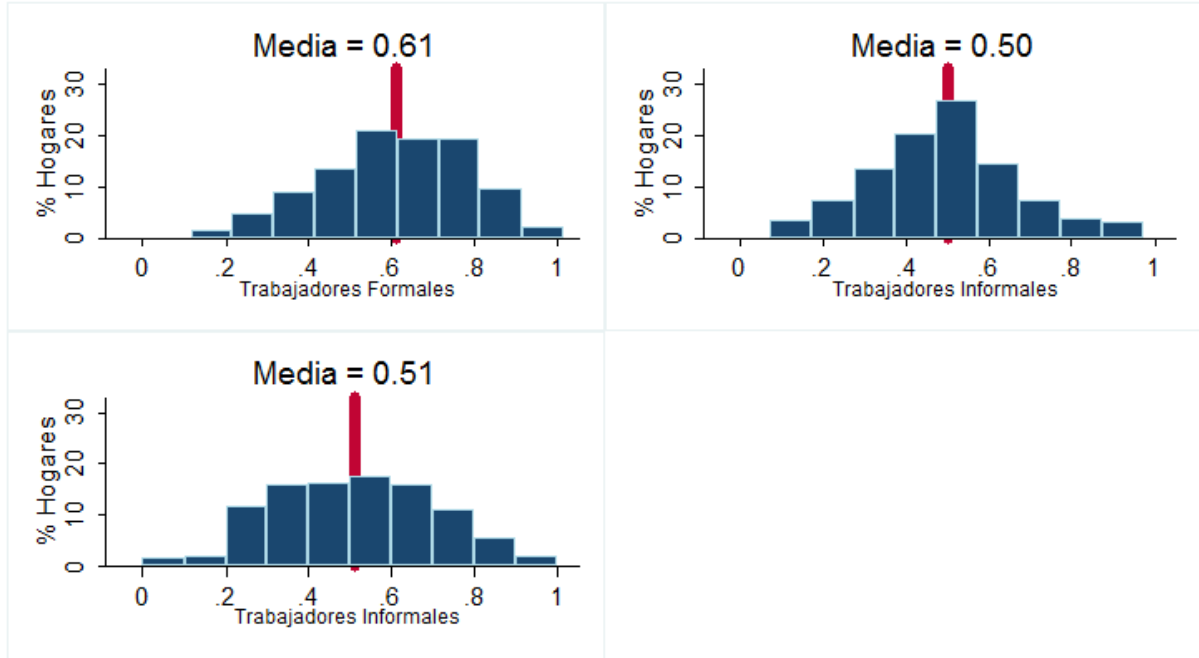 Media = 0.61
% Hogares
30
20
10
0
0 .2 .4 .6 .8 1
Trabajadores Formales
Media = 0.50
% Hogares
30
20
10
0
0 .2 .4 .6 .8 1
Trabajadores Informales
Media = 0.51
% Hogares
30
20
10
0
0 .2 .4 .6 .8 1
Trabajadores Informales